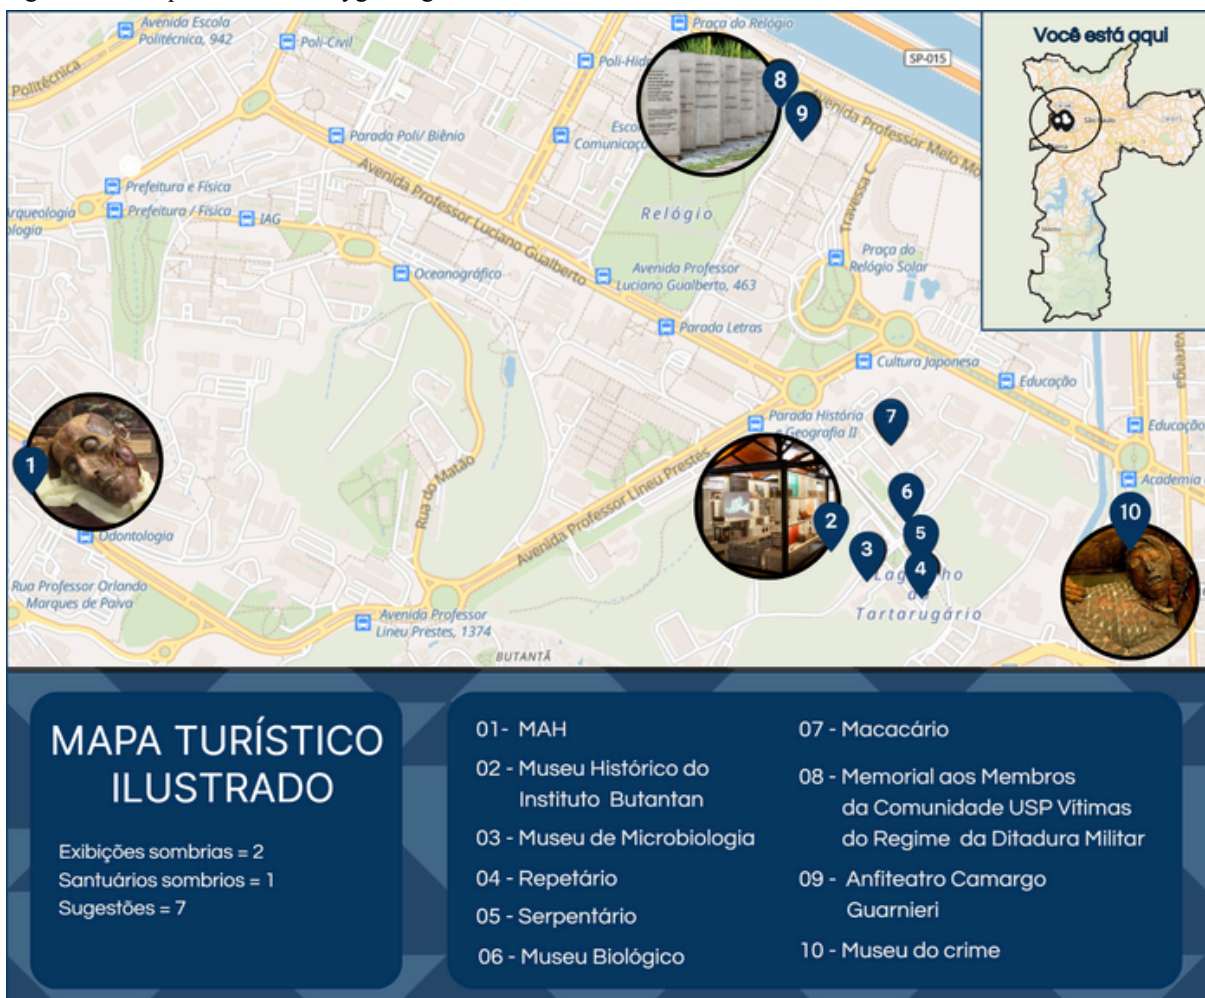 Avenida Escola
Politécnica, 942
Politécnica
Poli-Civil
Praça do Relógio
SP-015
Você está aqui
São Paulo
8
9
Avenida Professor Melo Mo
Parada Poli/ Biênio
Relógio
Travessa C
Prefeitura e Física
Prefeitura / Física
IAG
Avenida Professor Luciano Gualberto
Oceanográfico
Avenida Professor
Luciano Gualberto, 463
Praça do
Relógio Solar
Parada Letras
Cultura Japonesa
Educação
Parada História
e Geografia II
7
Educação
Academia
1
Rua do Matão
Avenida Professor Lineu Prestes
6
2
5
10
3
4
Odontologia
Rua Professor Orlando
Marques de Paiva
Avenida Professor
Lineu Prestes, 1374
Tartarugário
BUTANTÃ
MAPA TURÍSTICO
ILUSTRADO
Exibições sombrias = 2
Santuários sombrios = 1
Sugestões = 7
01- MAH
02 - Museu Histórico do
Instituto Butantan
03 - Museu de Microbiologia
04 - Repetário
05 - Serpentário
06 - Museu Biológico
07 - Macacário
08 - Memorial aos Membros
da Comunidade USP Vítimas
do Regime da Ditadura Militar
09 - Anfiteatro Camargo
Guarnieri
10 - Museu do crime